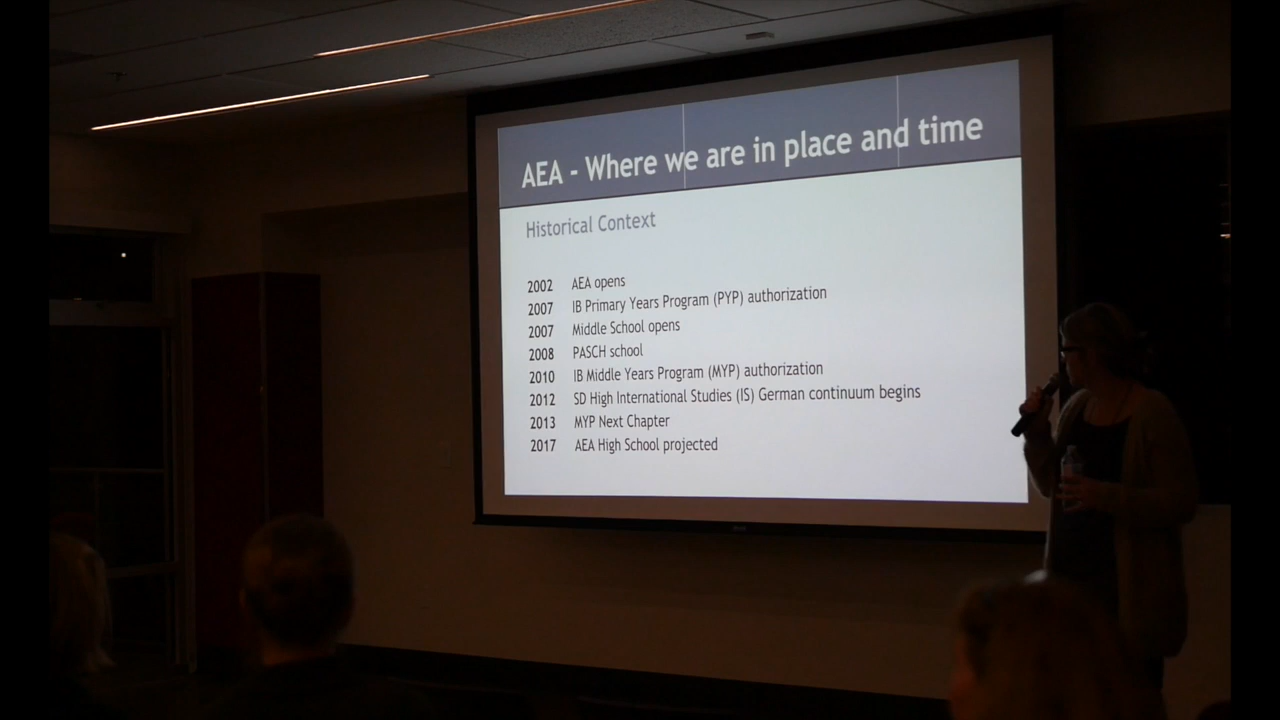 AEA - Where we are in place and time
Historical Context
2002 AEA opens
2007 IB Primary Years Program (PYP) authorization
2007 Middle School opens
2008 PASCH school
2010 IB Middle Years Program (MYP) authorization
2012 SD High International Studies (IS) German continuum begins
2013 MYP Next Chapter
2017 AEA High School projected